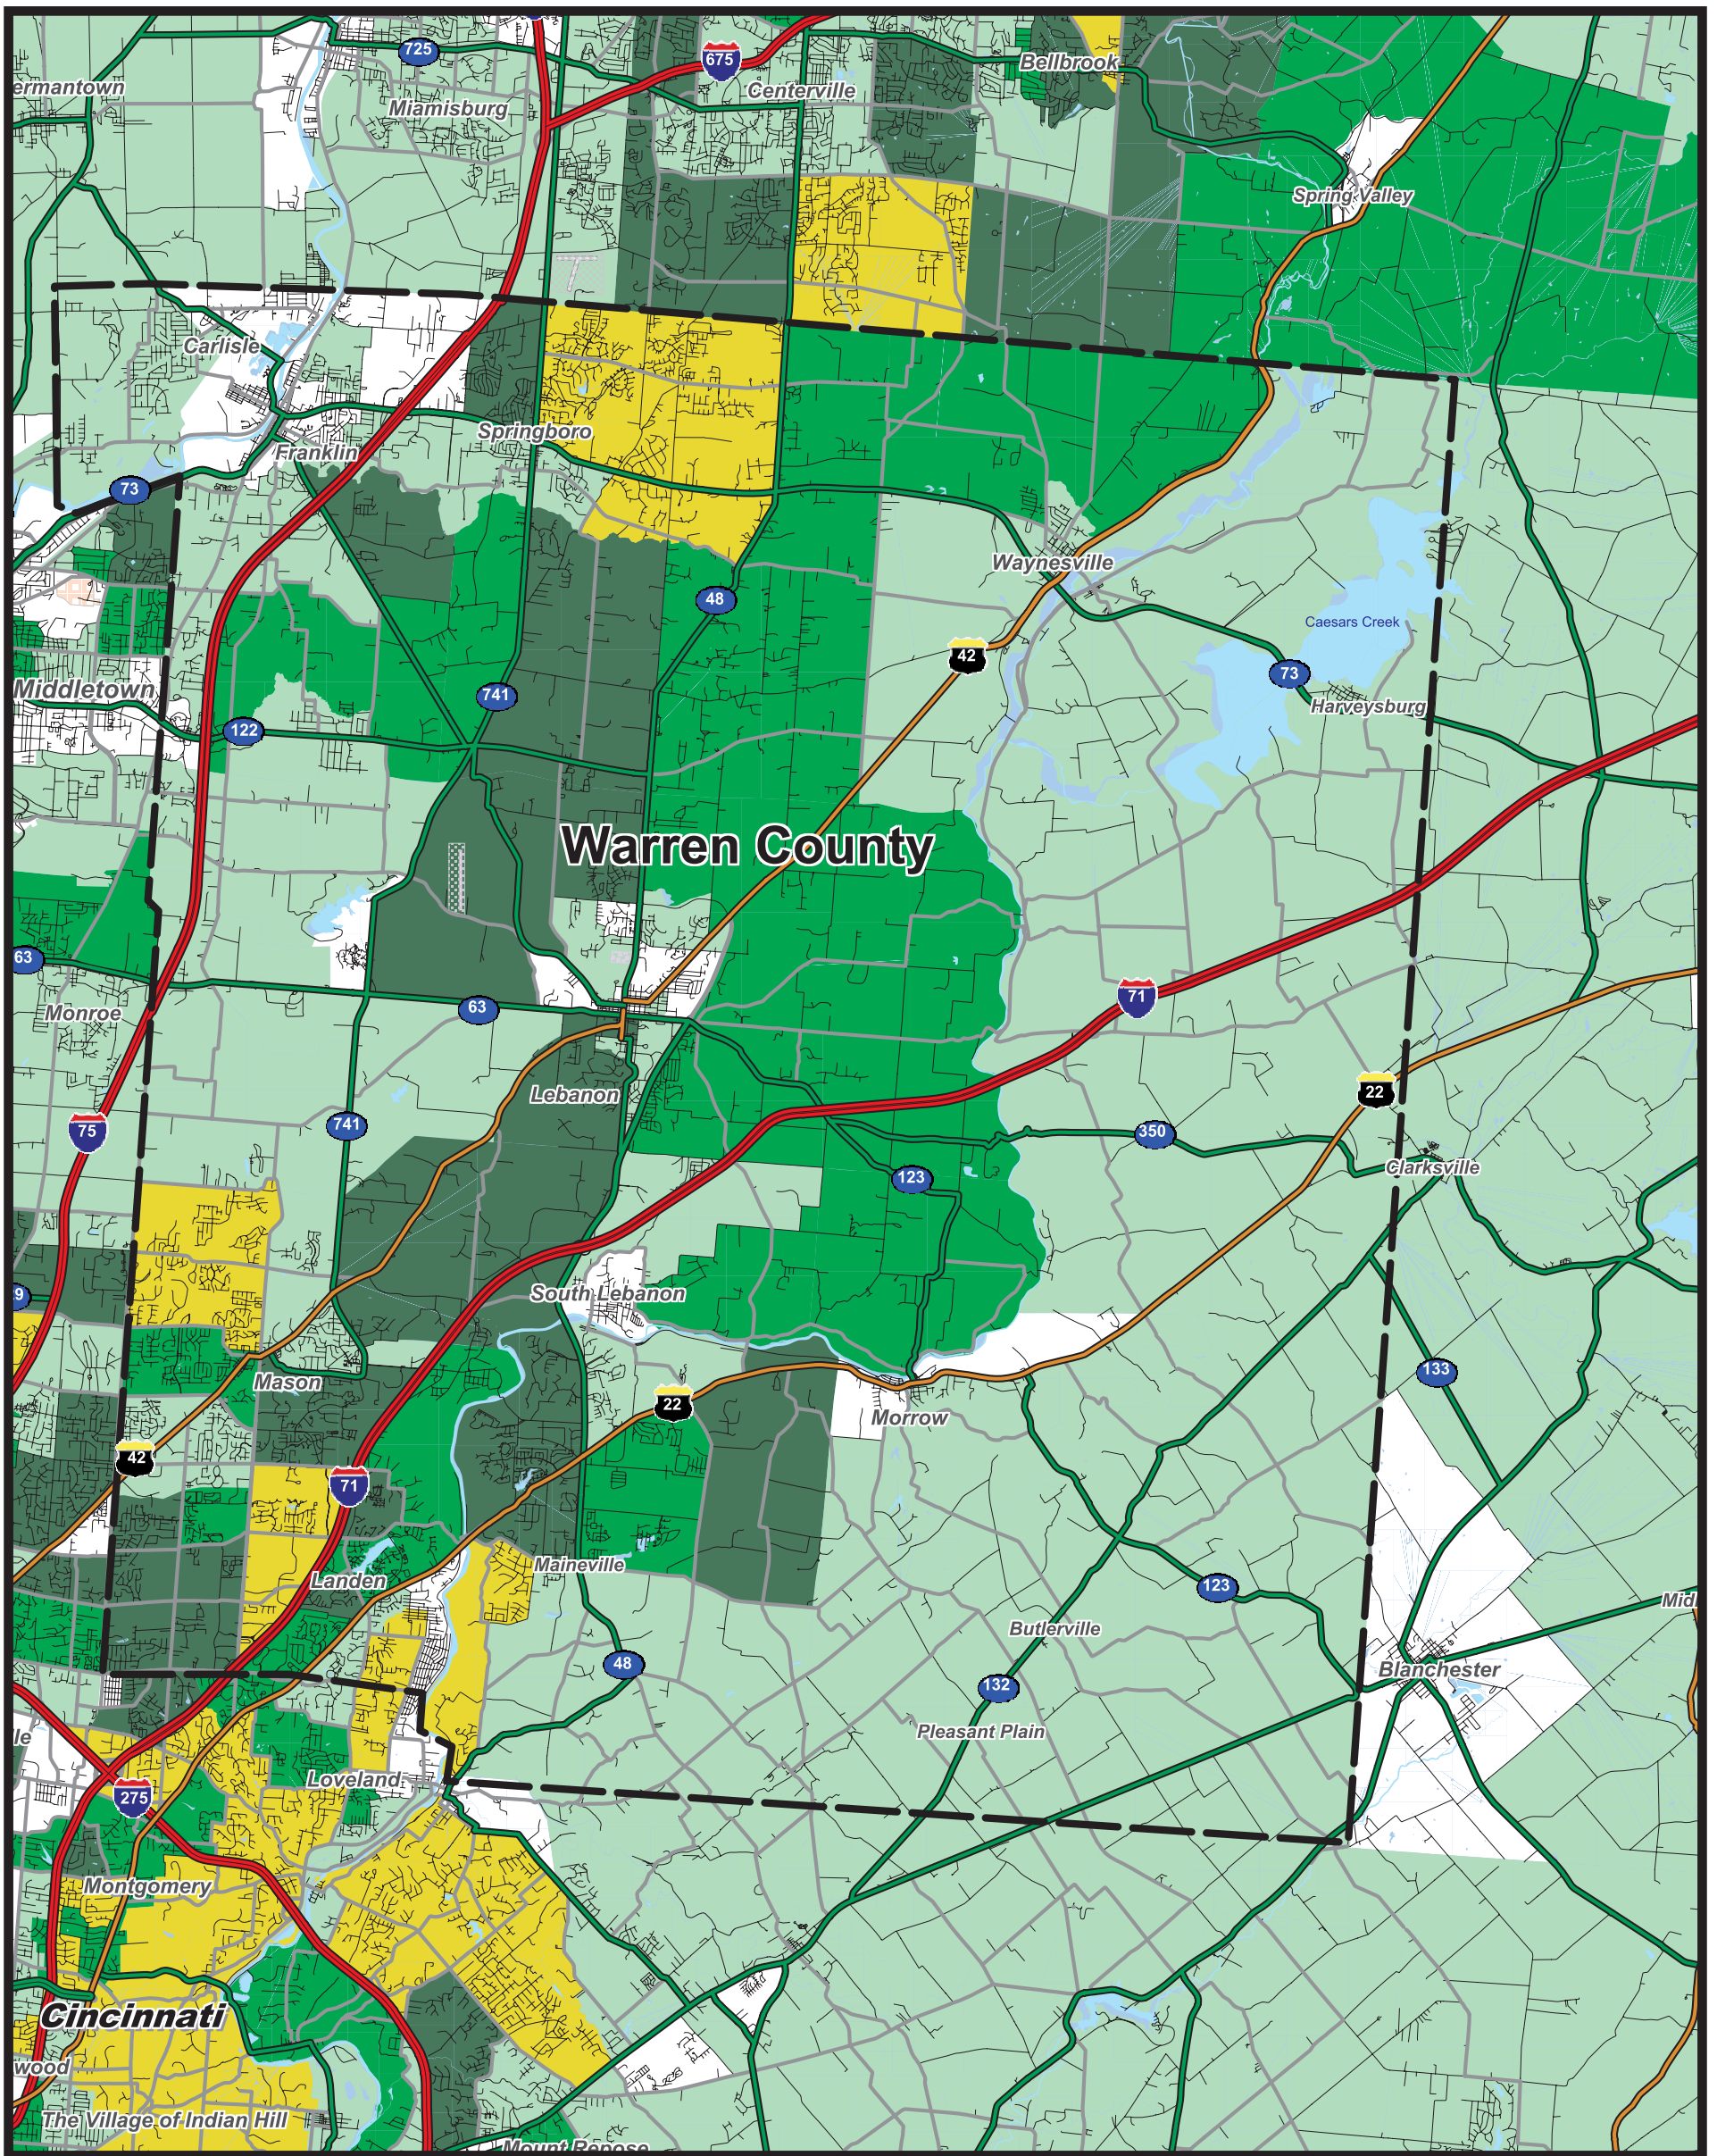 725
675
Bellbrook
ermantown
Centerville
Miamisburg
Spring Valley
Carlisle
Springboro
Franklin
73
Waynesville
48
Caesars Creek
42
73
Middletown
741
Harveysburg
122
Warren County
63
71
63
Monroe
22
Lebanon
741
75
350
Clarksville
123
South Lebanon
9
133
Mason
22
Morrow
42
71
Maineville
Landen
123
Mid
Butlerville
48
Blanchester
132
Pleasant Plain
le
Loveland
275
Montgomery
Cincinnati
wood
The Village of Indian Hill
Mount Repose